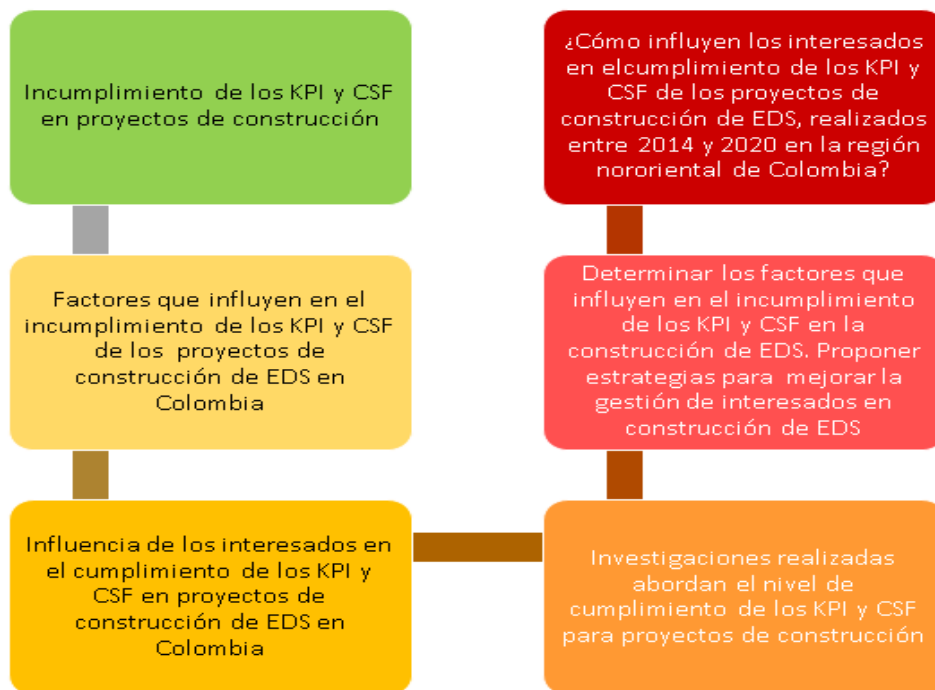 Incumplimiento de los KPI y CSF
en proyectos de construcción
Factores que influyen en el
incumplimiento de los KPI y CSF
de los proyectos de
construcción de EDS en
Colombia
Influencia de los interesados en
el cumplimiento de los KPI y
CSF en proyectos de
construcción de EDS en
Colombia
Investigaciones realizadas
abordan el nivel de
cumplimiento de los KPI y CSF
para proyectos de construcción
Determinar los factores que
influyen en el incumplimiento
de los KPI y CSF en la
construcción de EDS. Proponer
estrategias para mejorar la
gestión de interesados en
construcción de EDS
¿Cómo influyen los interesados
en elcumplimiento de los KPI y
CSF de los proyectos de
construcción de EDS, realizados
entre 2014 y 2020 en la región
nororiental de Colombia?